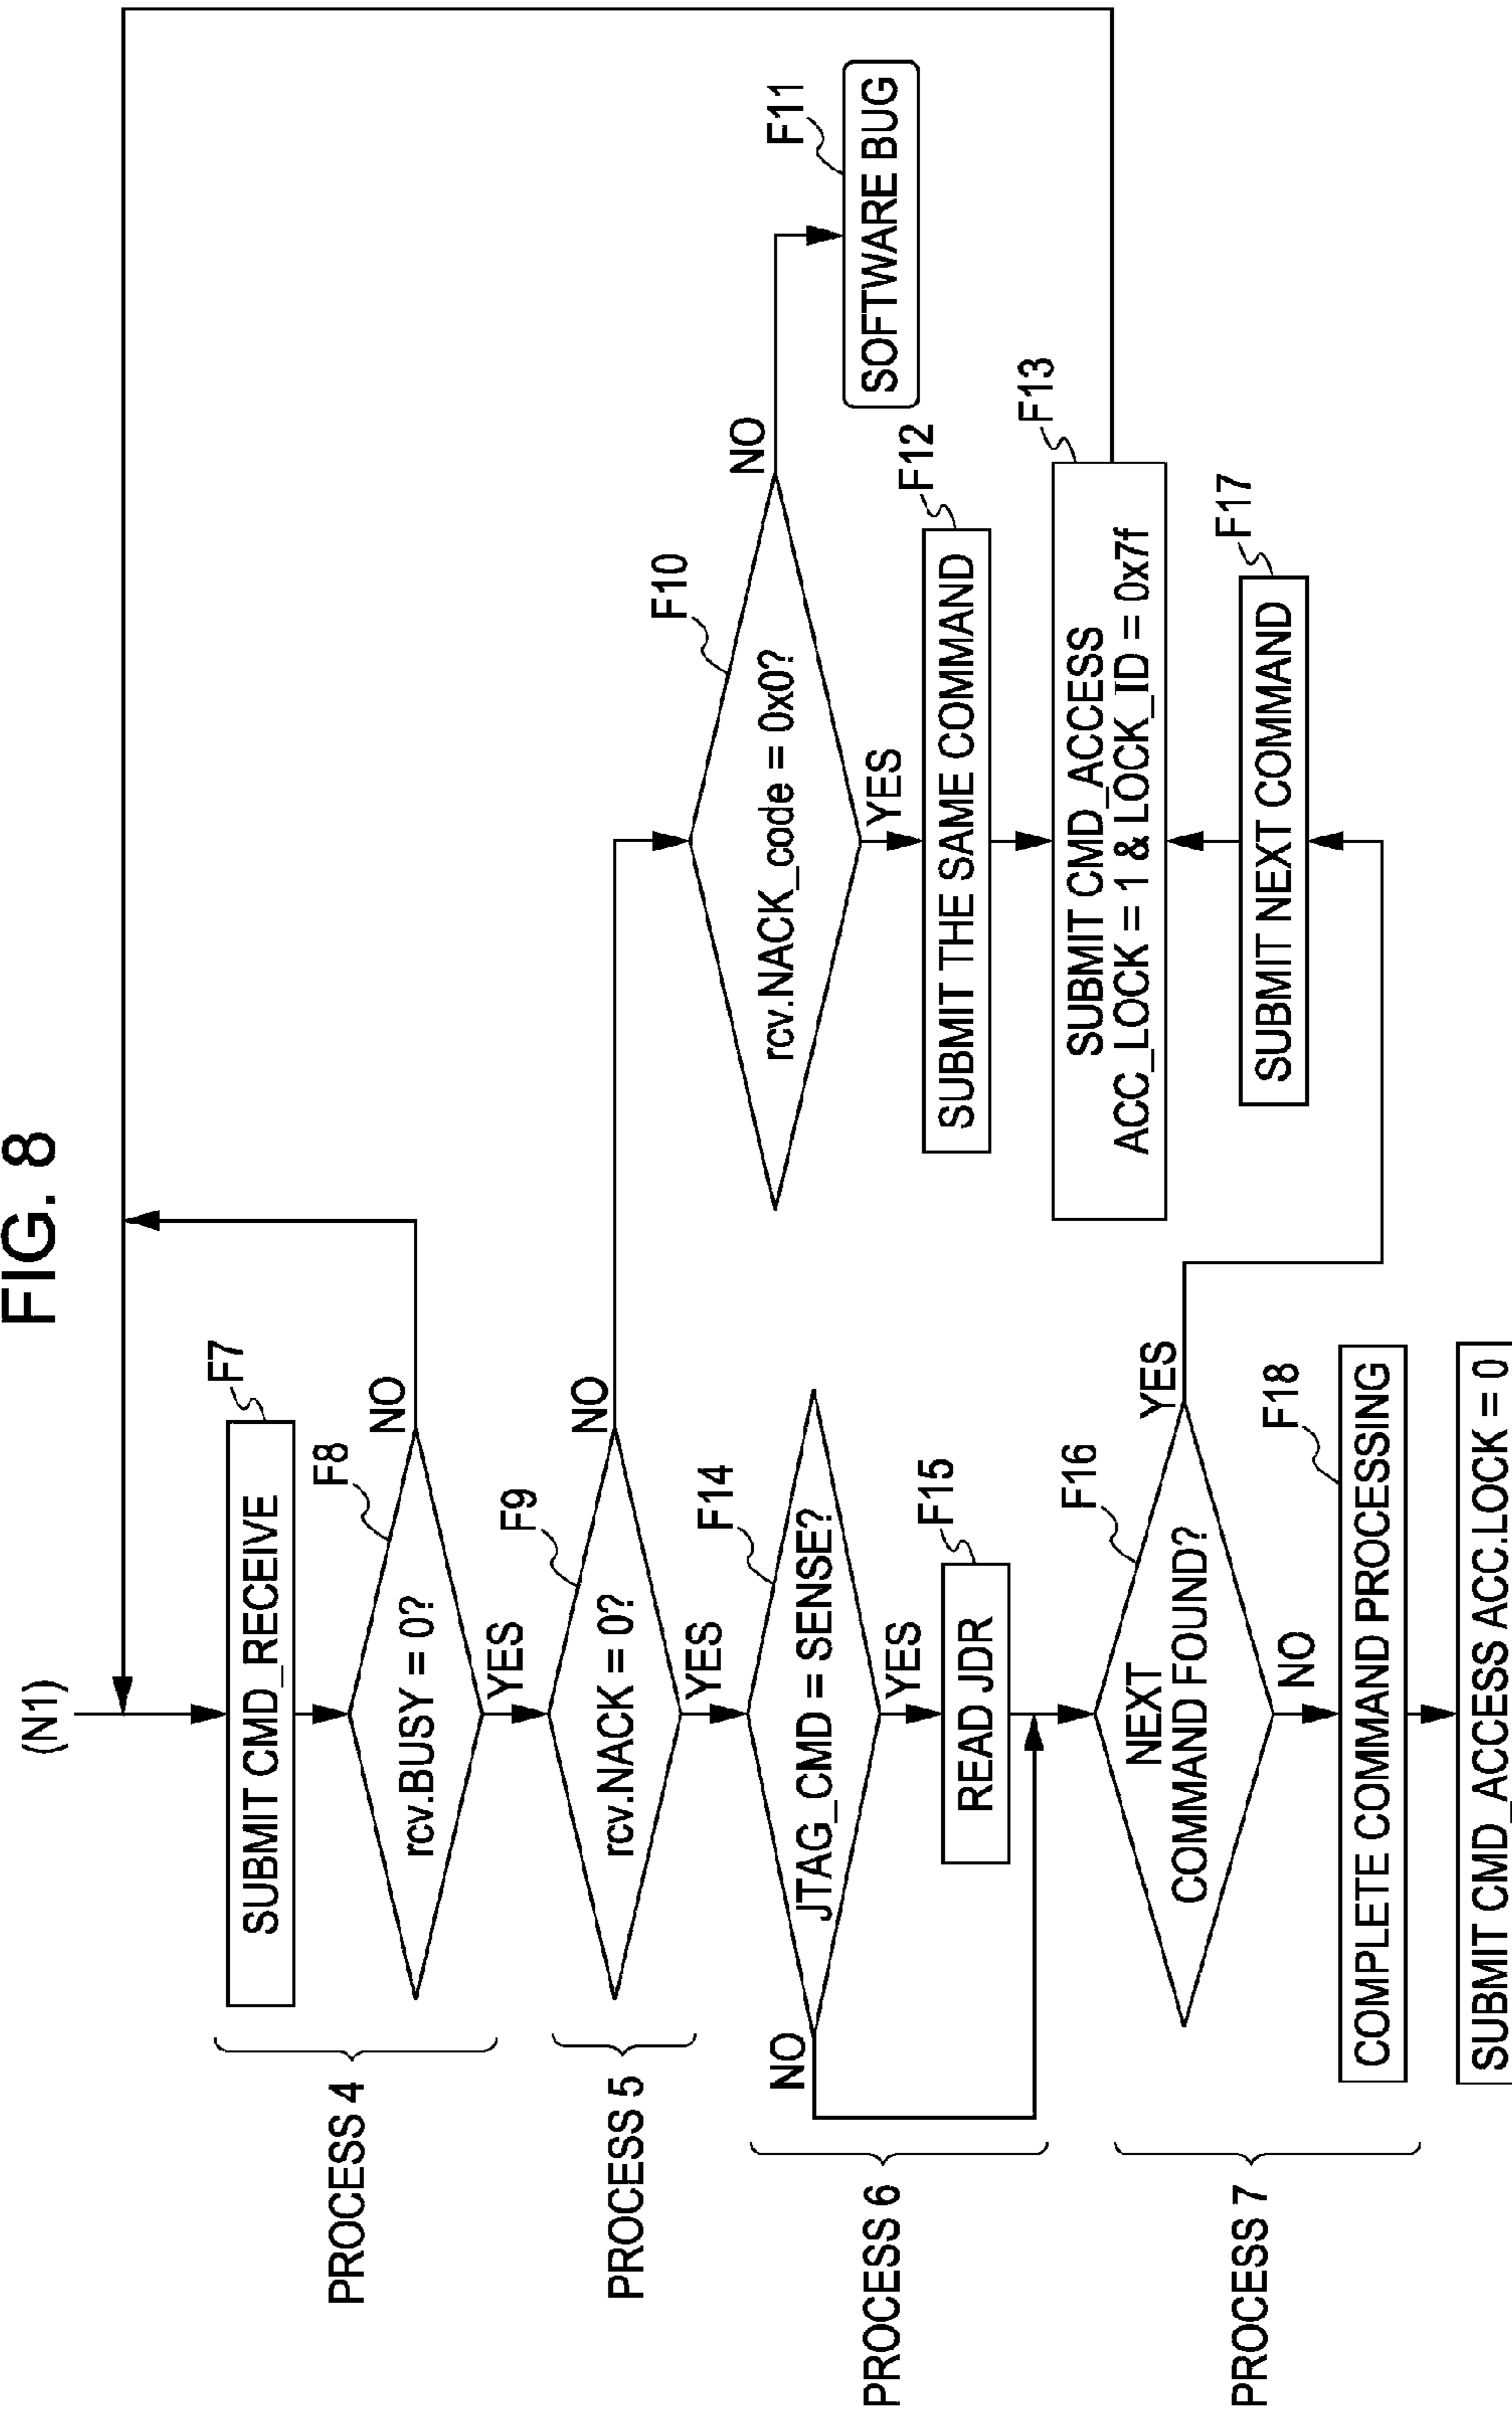 FIG. 8
(N1)
PROCESS 4
SUBMIT CMD_RECEIVE
F7
rcv.BUSY = 0?
F8
NO
YES
PROCESS 5
rcv.NACK = 0?
F9
NO
YES
rcv.NACK_code = 0x0?
F10
NO
YES
SOFTWARE BUG
F11
SUBMIT THE SAME COMMAND
F12
SUBMIT CMD_ACCESS
ACC_LOCK = 1 & LOCK_ID = 0x7f
F13
PROCESS 6
NO
JTAG_CMD = SENSE?
F14
YES
READ JDR
F15
PROCESS 7
NEXT
COMMAND FOUND?
F16
YES
NO
SUBMIT NEXT COMMAND
F17
COMPLETE COMMAND PROCESSING
F18
SUBMIT CMD_ACCESS ACC.LOCK = 0